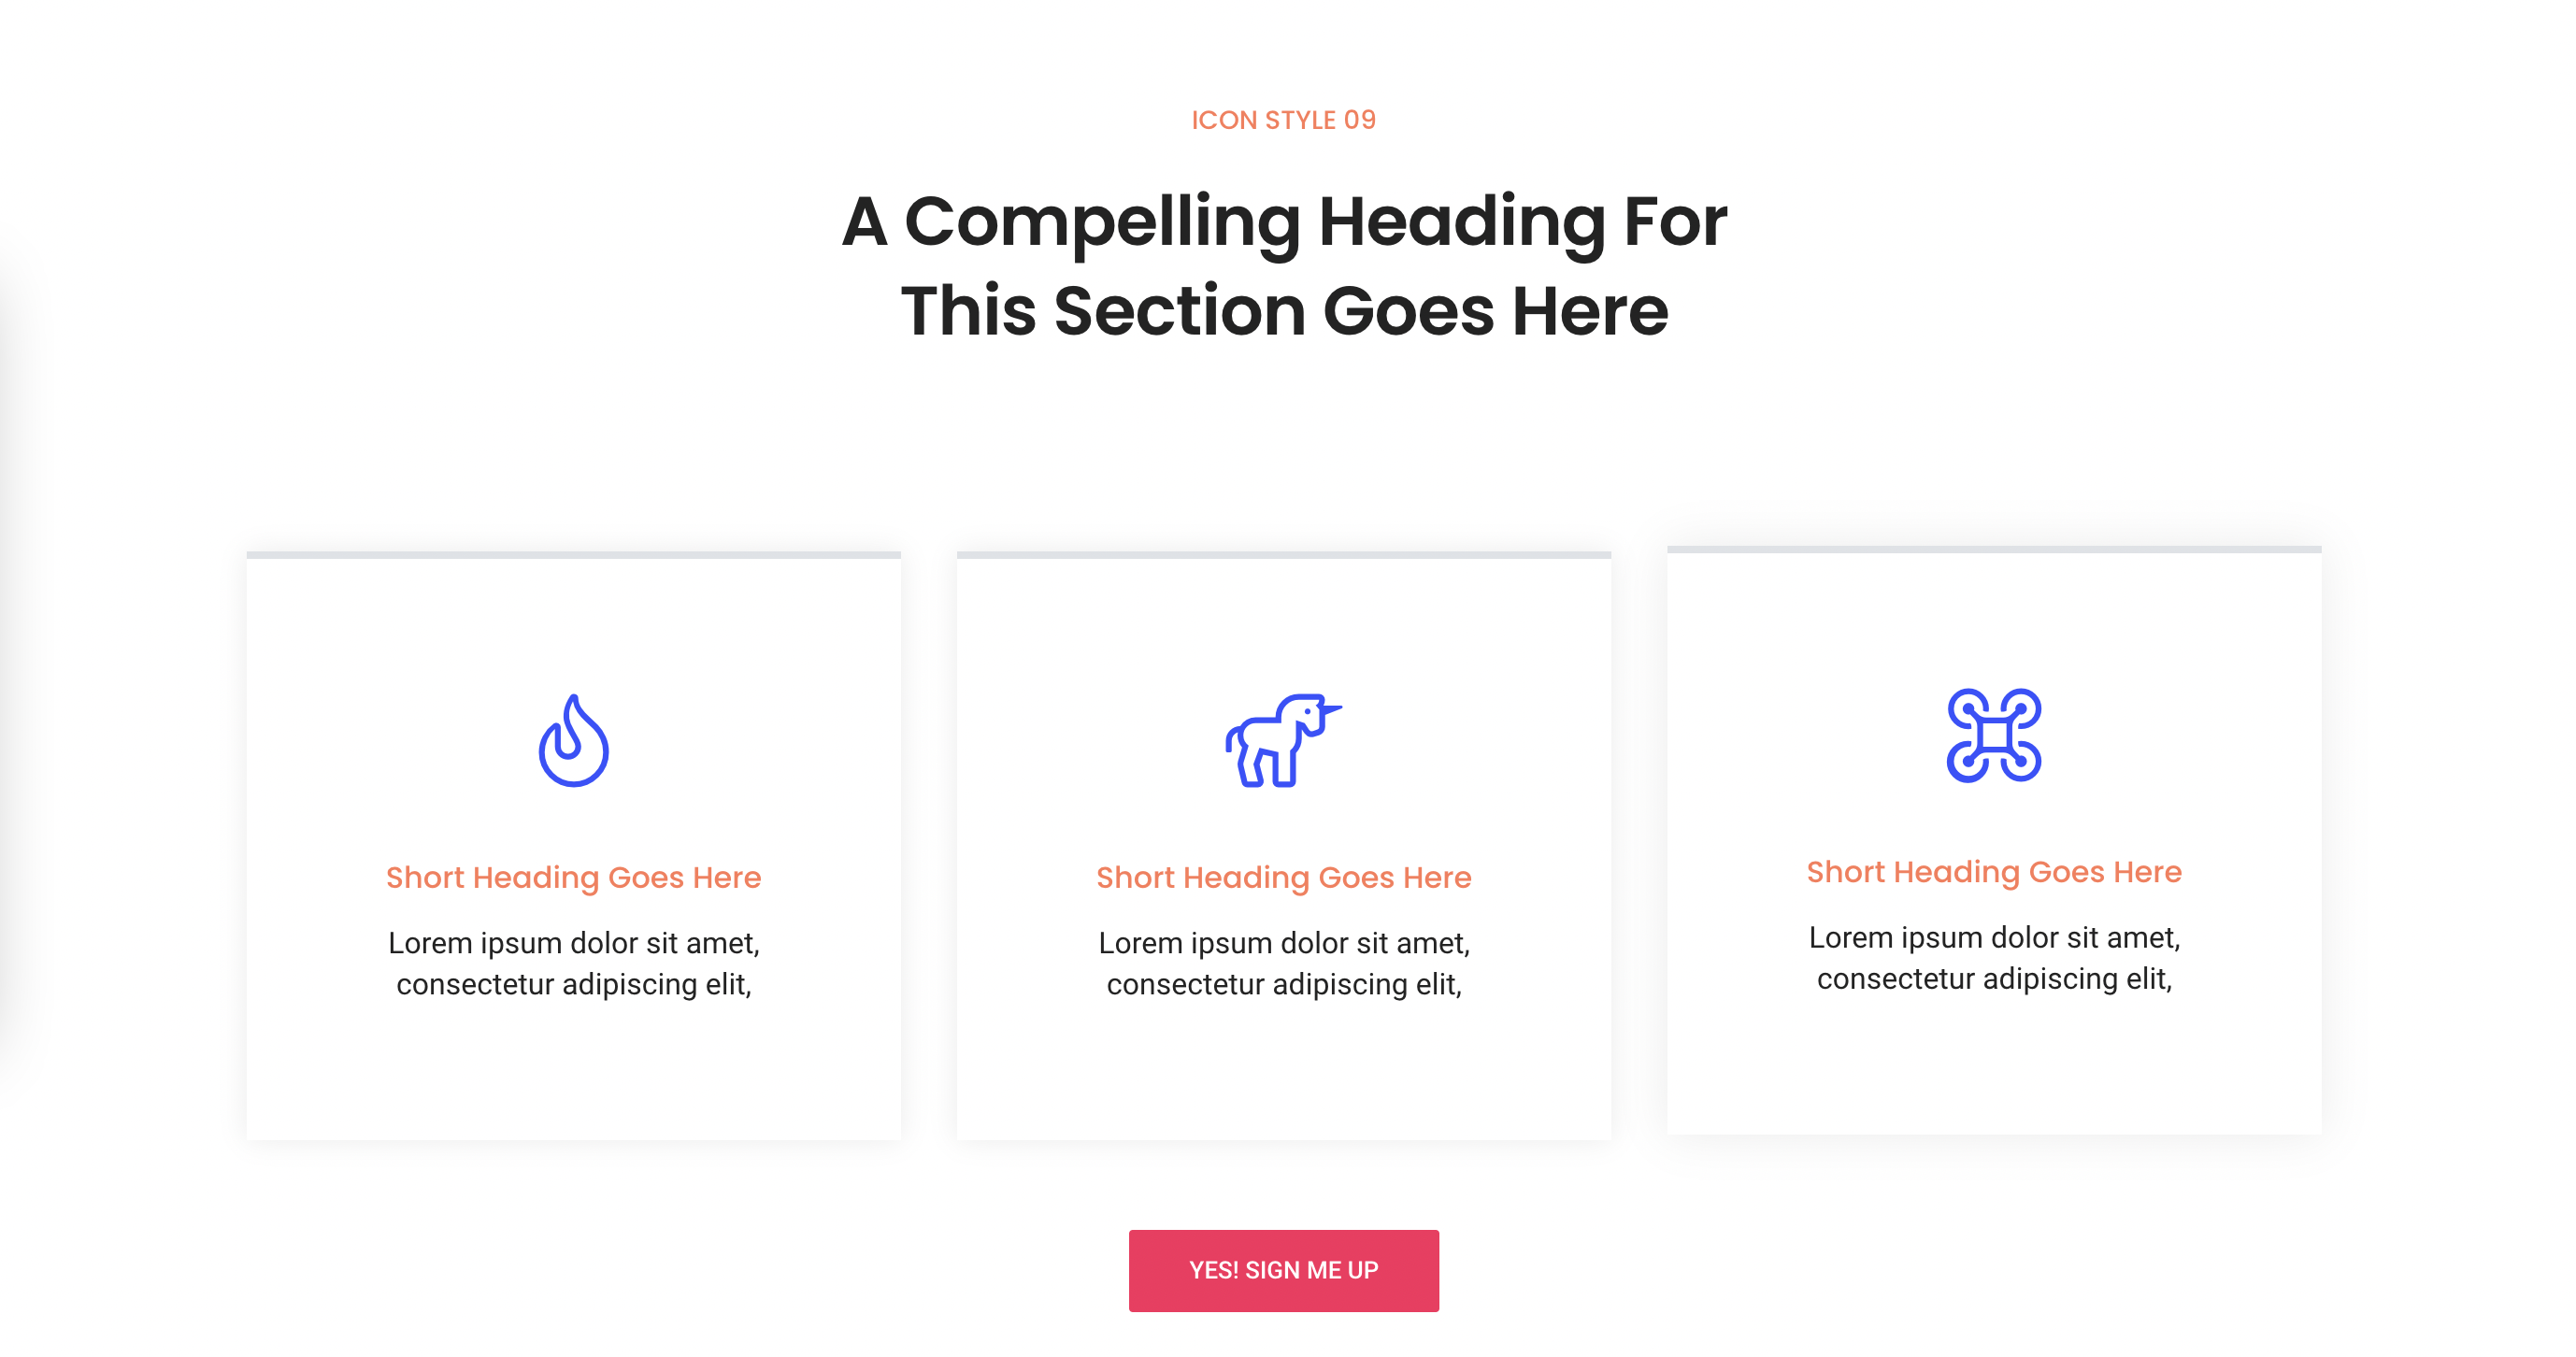 ICON STYLE 09
A Compelling Heading For
This Section Goes Here
Short Heading Goes Here
Lorem ipsum dolor sit amet,
consectetur adipiscing elit,
Short Heading Goes Here
Lorem ipsum dolor sit amet,
consectetur adipiscing elit,
Short Heading Goes Here
Lorem ipsum dolor sit amet,
consectetur adipiscing elit,
YES! SIGN ME UP